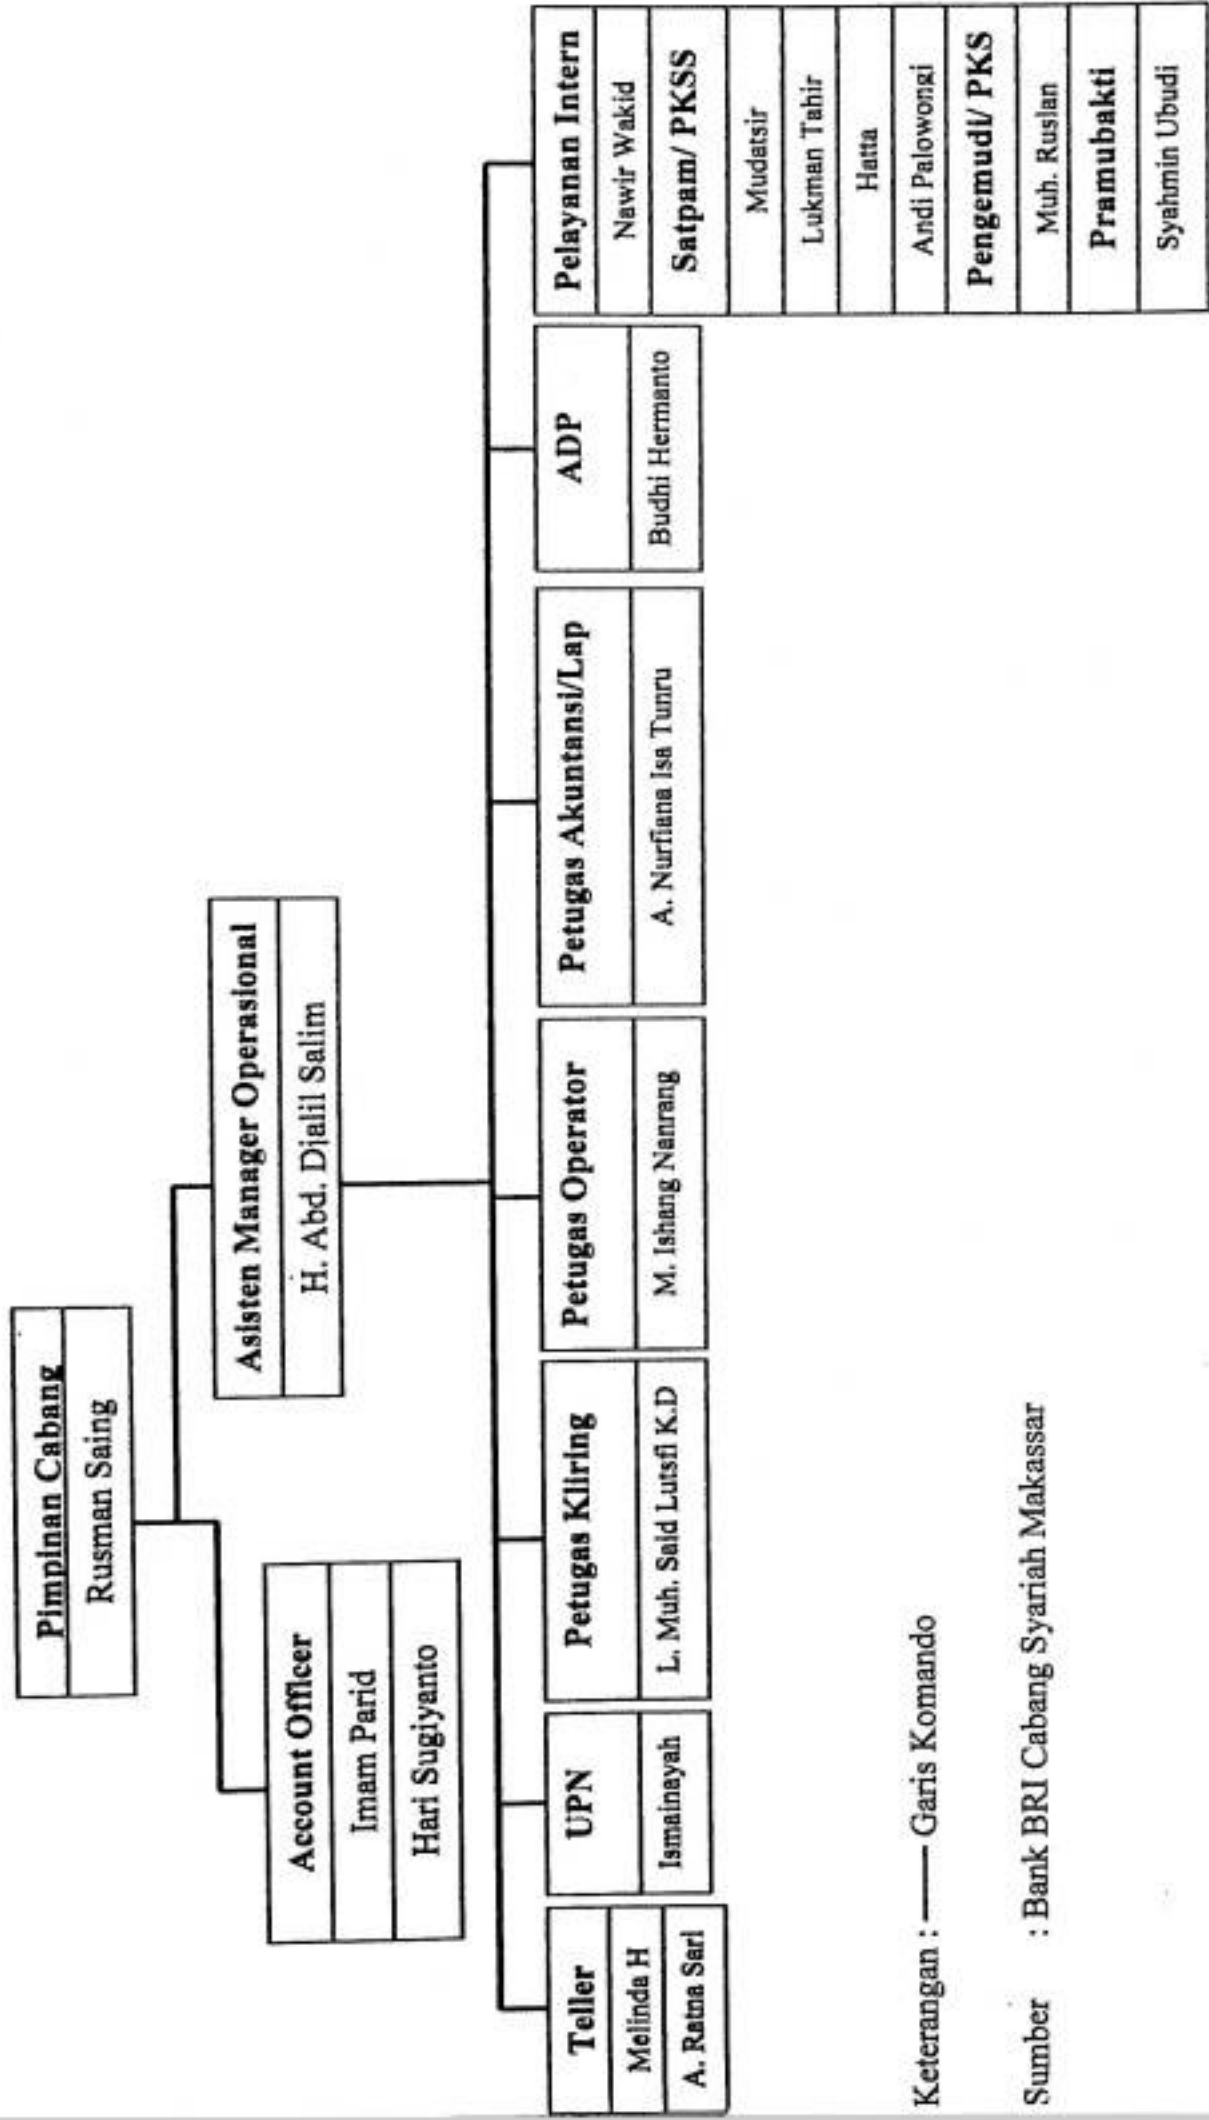 Pimpinan Cabang
Rusman Saing
Account Officer
Imam Parid
Hari Sugiyanto
Asisten Manager Operasional
H. Abd. Djalil Salim
Teller
Melinda H
A. Ratna Sari
UPN
Ismainayah
Petugas Kliring
L. Muh. Said Lutsfi K.D
Petugas Operator
M. Ishang Nanrang
Petugas Akuntansi/Lap
A. Nurfiana Isa Tunru
ADP
Budhi Hermanto
Pelayanan Intern
Nawir Wakid
Satpam/ PKSS
Mudatsir
Lukman Tahir
Hatta
Andi Palowongi
Pengemudi/ PKS
Muh. Ruslan
Pramubakti
Syahmin Ubudi
Keterangan : —— Garis Komando
Sumber : Bank BRI Cabang Syariah Makassar